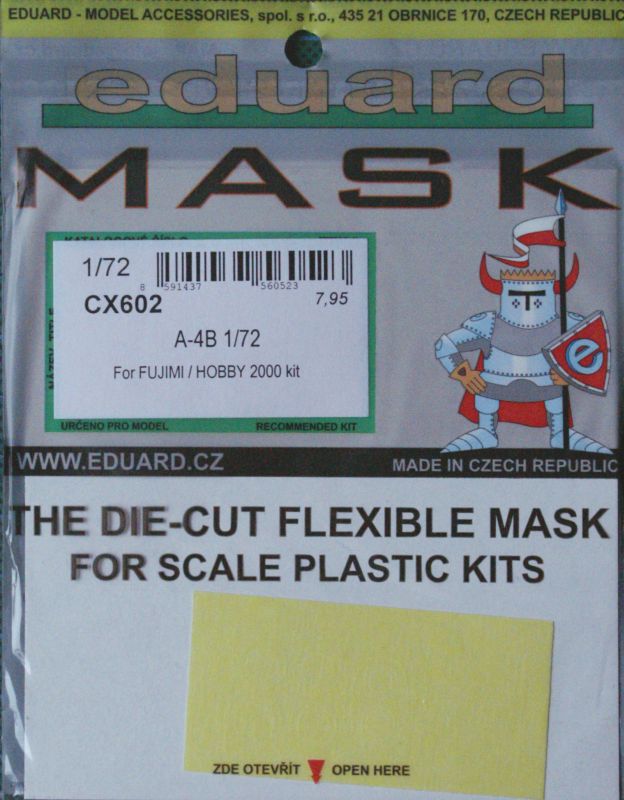 EDUARD - MODEL ACCESSORIES, spol. s r.o., 435 21 OBRNICE 170, CZECH REPUBLIC
eduard
MASK
1/72
8 591437 560523
CX602
7,95
A-4B 1/72
For FUJIMI / HOBBY 2000 kit
NÁZEV TITLE
URČENO PRO MODEL RECOMMENDED KIT
e
WWW.EDUARD.CZ MADE IN CZECH REPUBLIC
THE DIE-CUT FLEXIBLE MASK
FOR SCALE PLASTIC KITS
ZDE OTEVŘÍT OPEN HERE